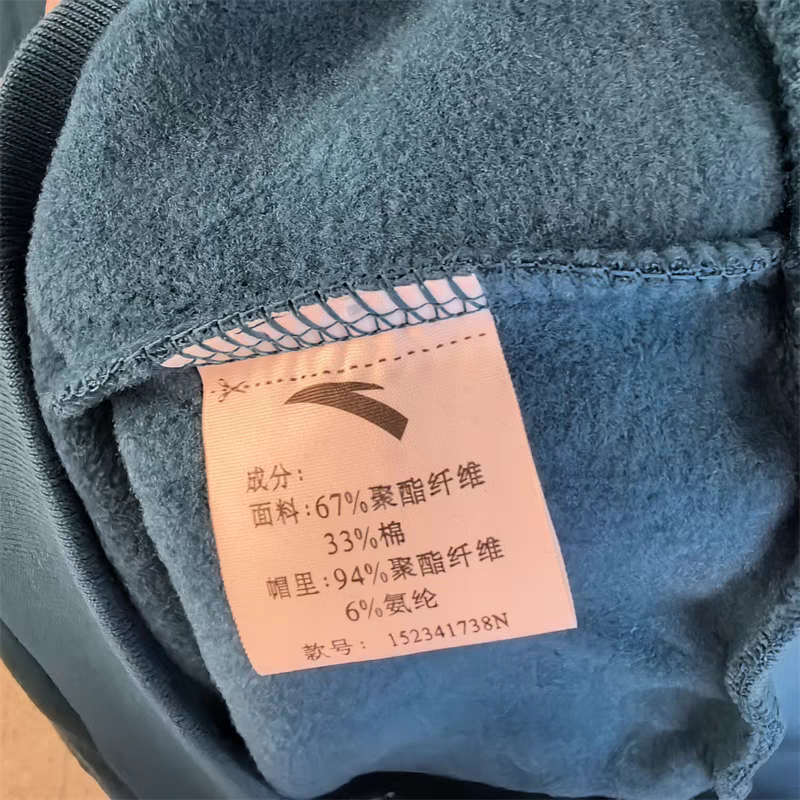 成分:
面料:67%聚酯纤维
33%棉
帽里:94%聚酯纤维
6%氨纶
款号: 152341738N